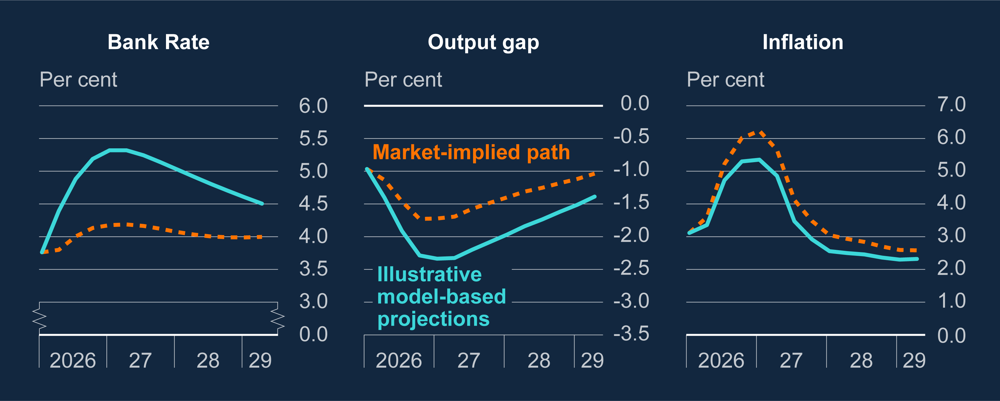 Bank Rate
Per cent
6.0
5.5
5.0
4.5
4.0
3.5
3.0
0.0
2026 27 28 29
Output gap
Per cent
0.0
-0.5
Market-implied path
-1.0
-1.5
-2.0
-2.5
Illustrative
model-based
projections
-3.0
-3.5
2026 27 28 29
Inflation
Per cent
7.0
6.0
5.0
4.0
3.0
2.0
1.0
0.0
2026 27 28 29